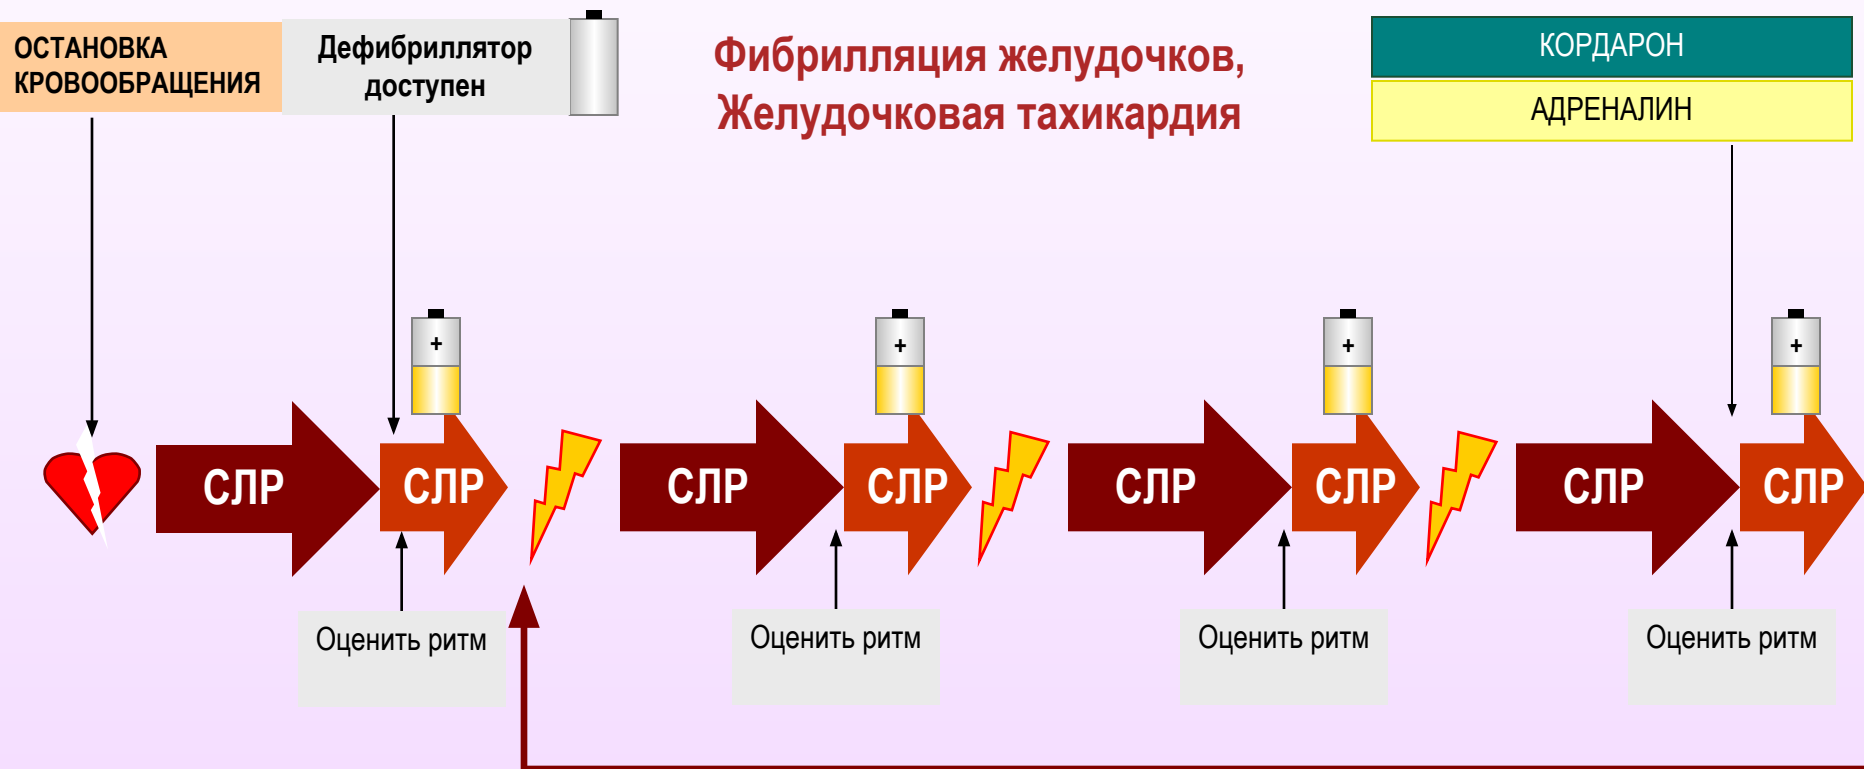 ОСТАНОВКА
КРОВООБРАЩЕНИЯ
Дефибриллятор
доступен
Фибрилляция желудочков,
Желудочковая тахикардия
КОРДАРОН
АДРЕНАЛИН
+
+
+
+
СЛР
СЛР
СЛР
СЛР
СЛР
СЛР
СЛР
СЛР
Оценить ритм
Оценить ритм
Оценить ритм
Оценить ритм